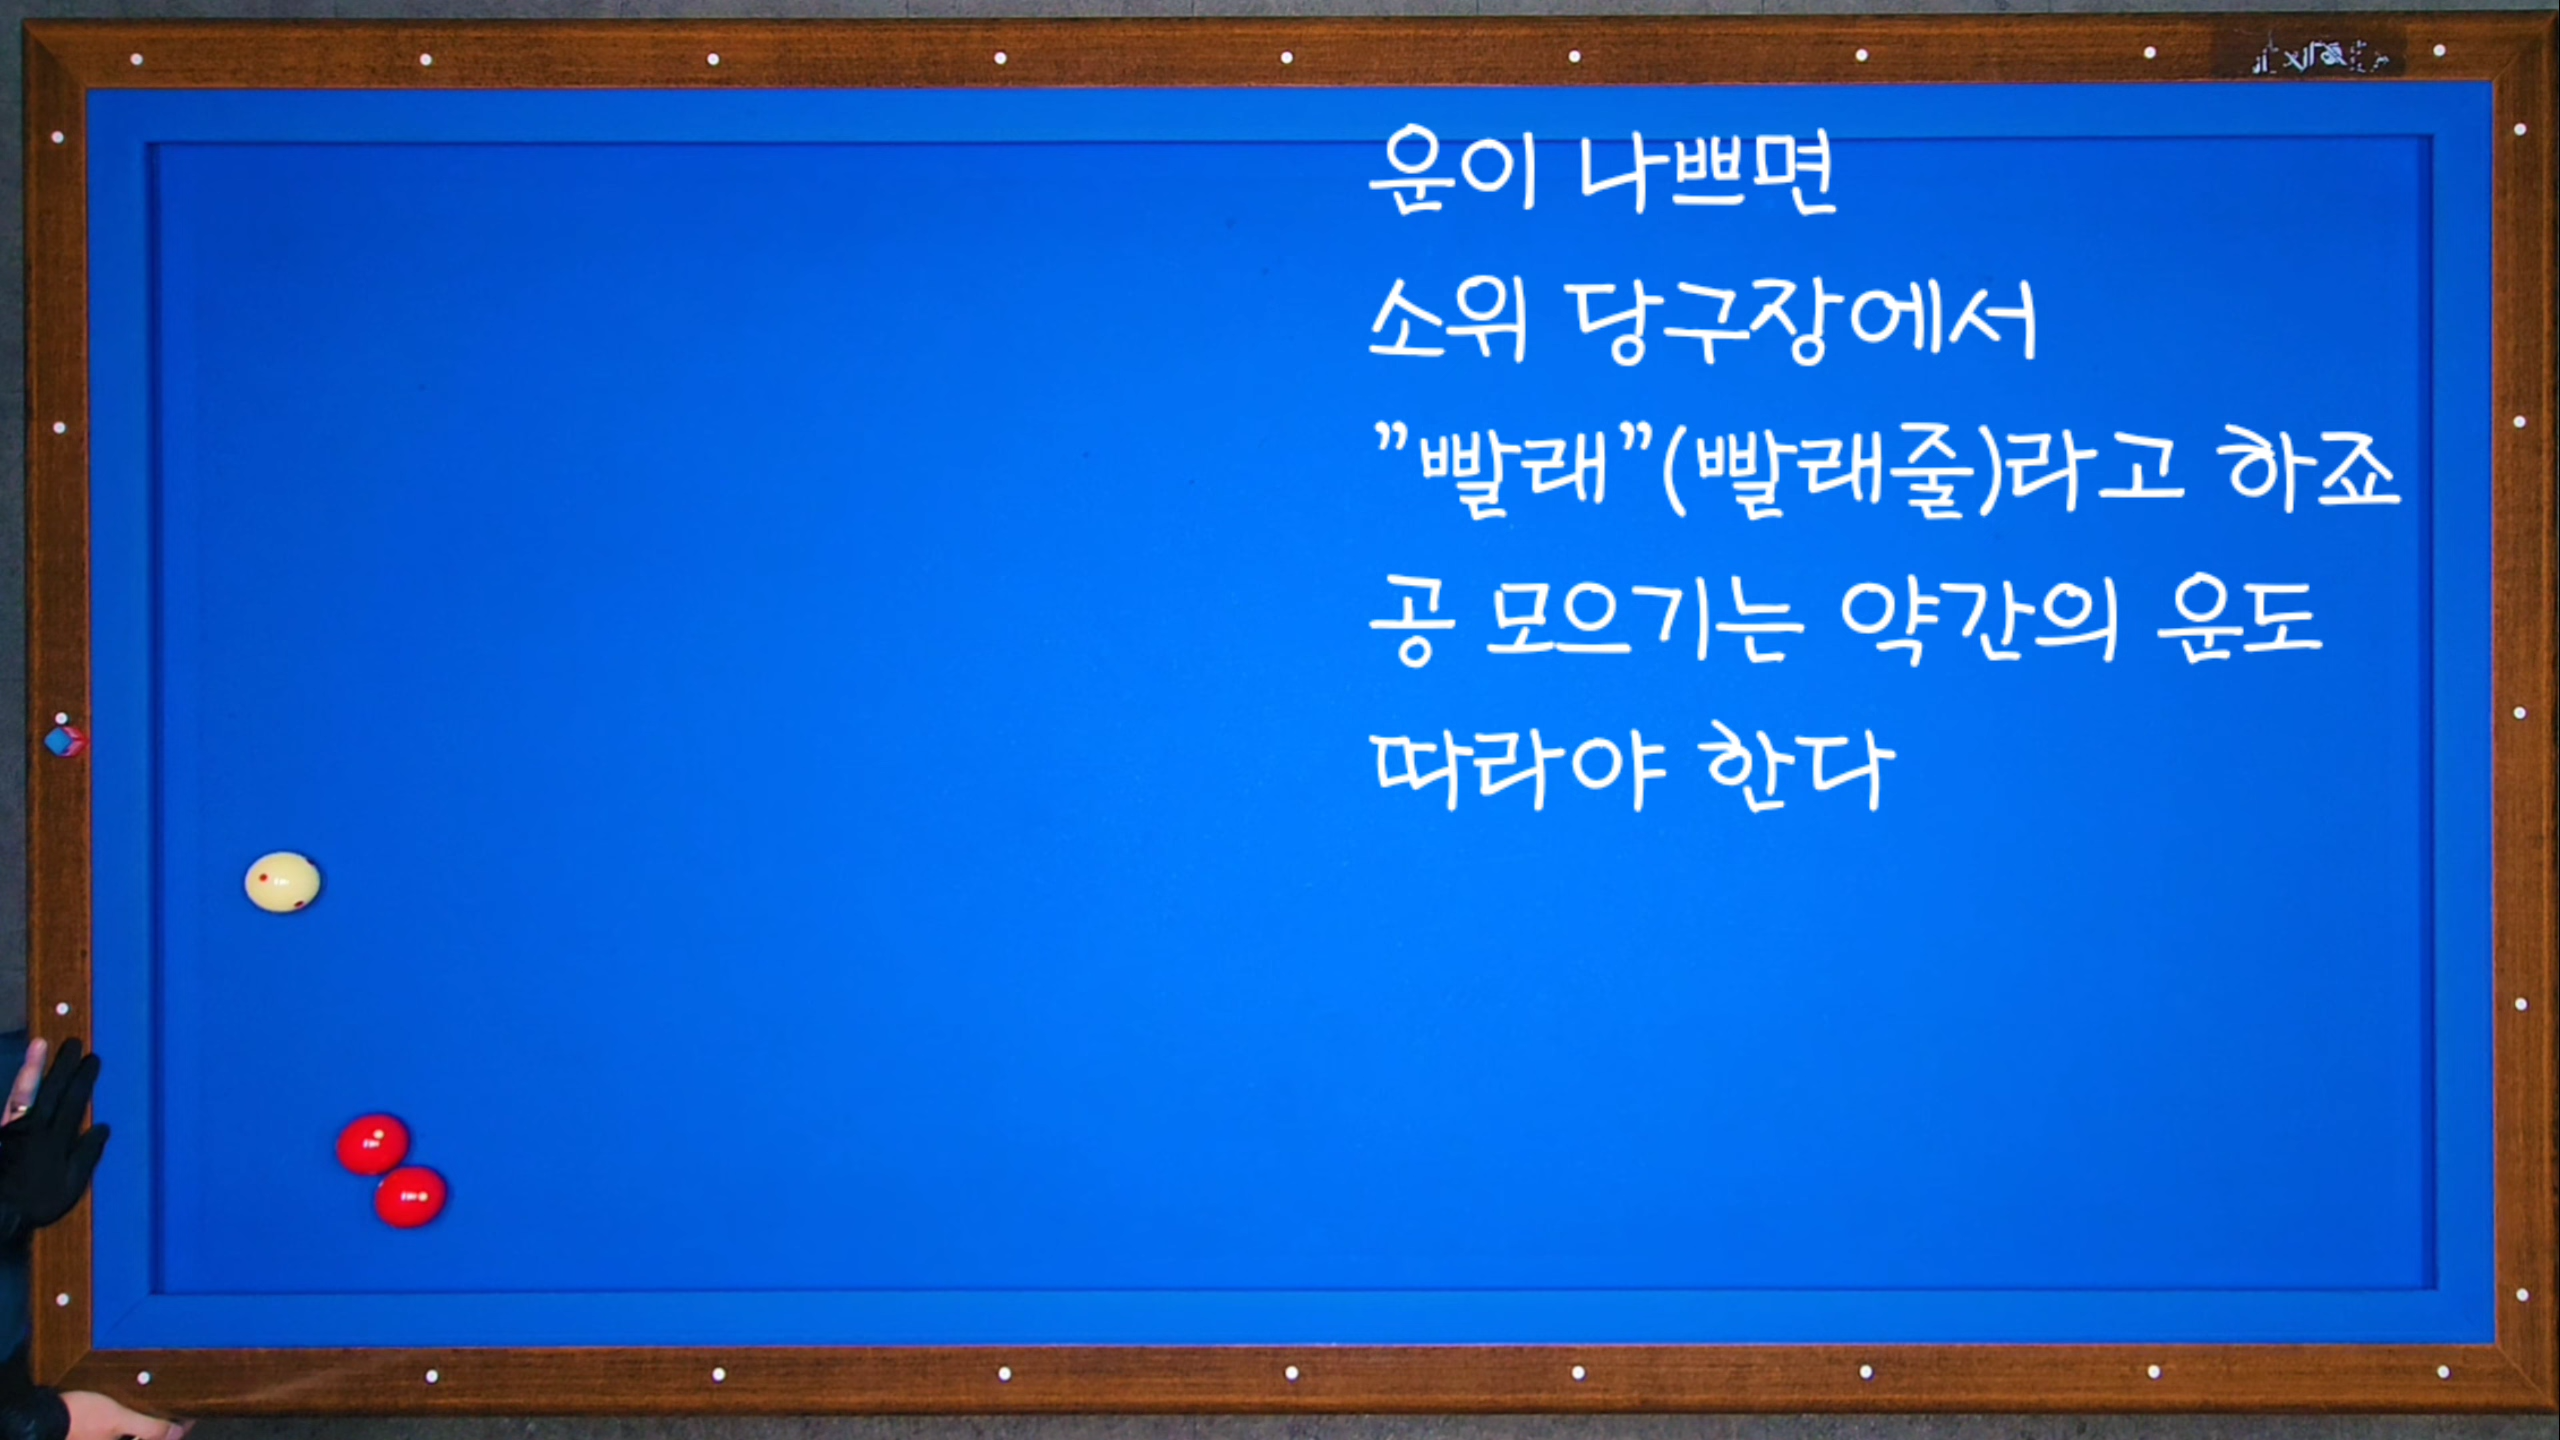 운이 나쁘면
소위 당구장에서
”빨래”(빨래줄)라고 하죠
공 모으기는 약간의 운도
따라야 한다